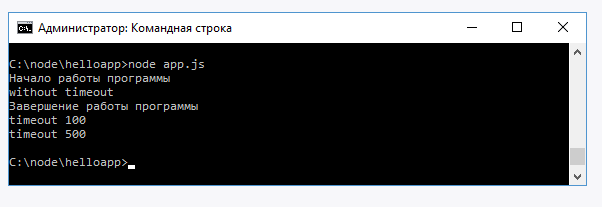 Администратор: Командная строка
C:\node\helloapp>node app.js
Начало работы программы
without timeout
Завершение работы программы
timeout 100
timeout 500
C:\node\helloapp>